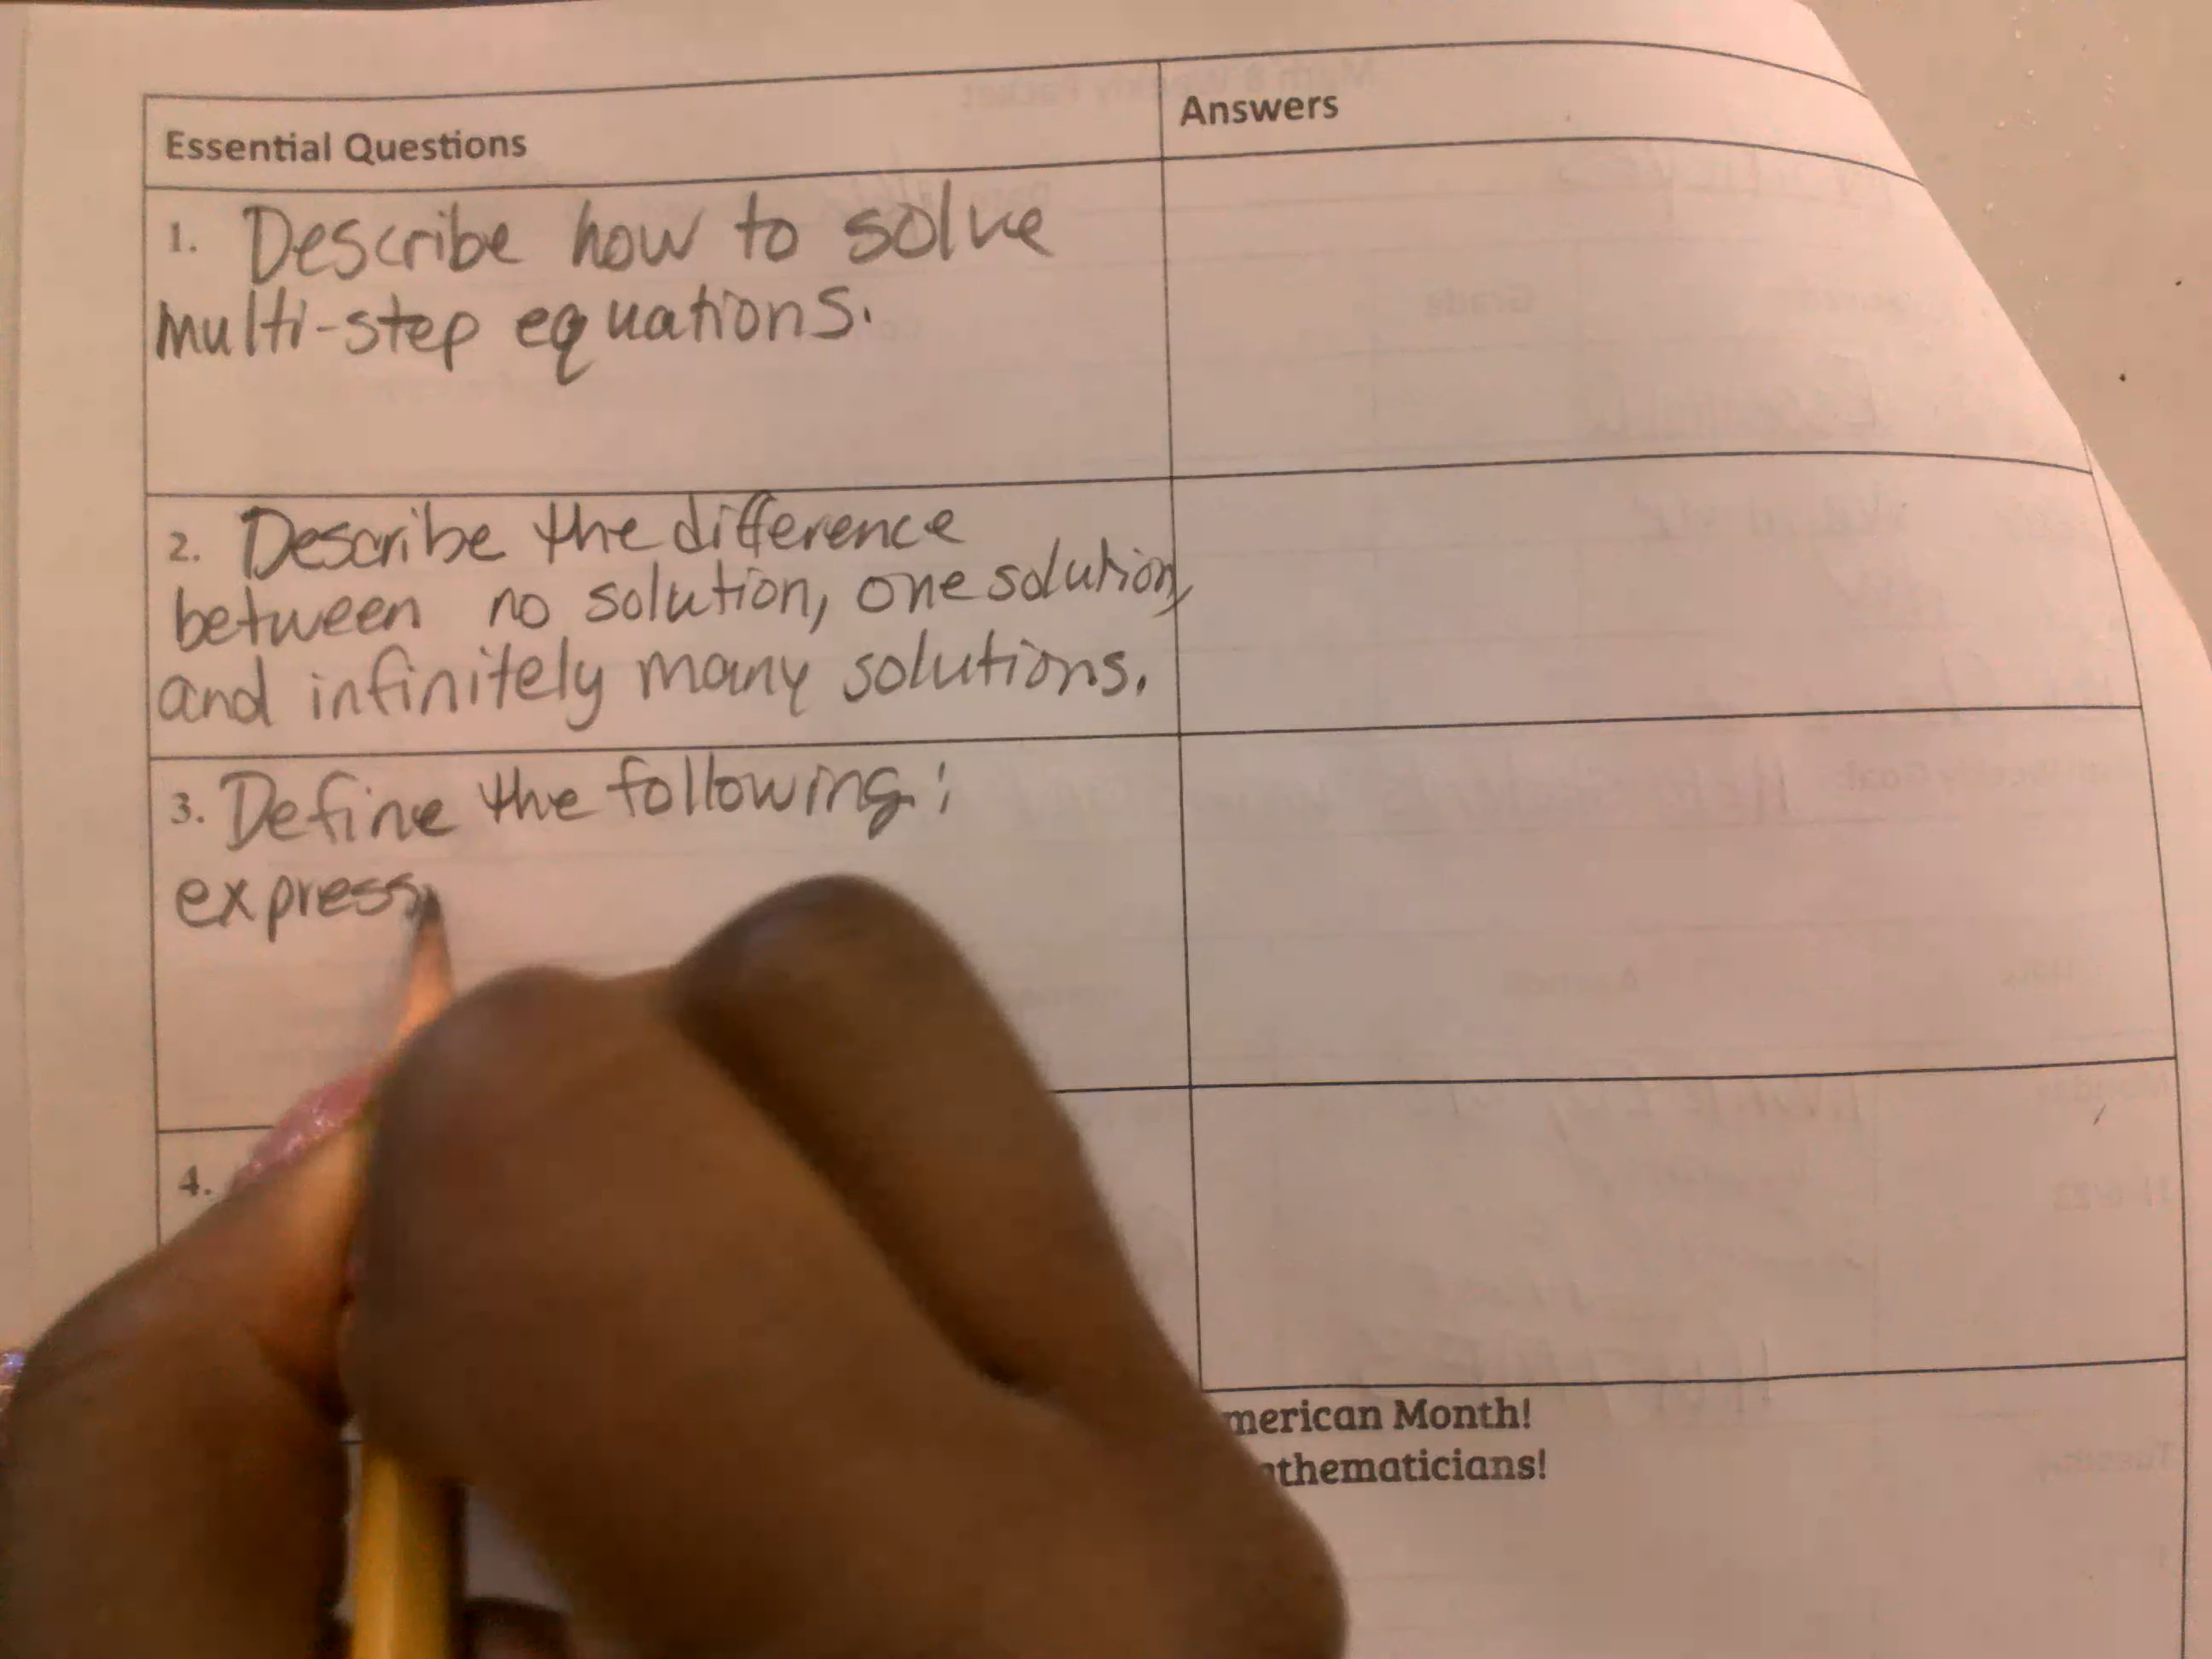 Essential Questions
Answers
1. Describe how to solve
multi-step equations.
2. Describe the difference
between no solution, one solution,
and infinitely many solutions.
3. Define the following:
express
4.
merican Month!
thematicians!